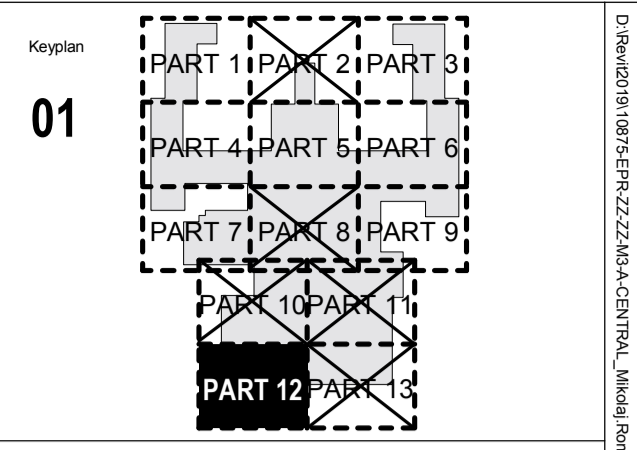 Keyplan
01
PART 1 PART 2 PART 3
PART 4 PART 5 PART 6
PART 7 PART 8 PART 9
PART 10 PART 11
PART 12 PART 13
D:\Revit2019\10875-EPR-ZZ-ZZ-M3-A-CENTRAL_Mikolaj.Ron